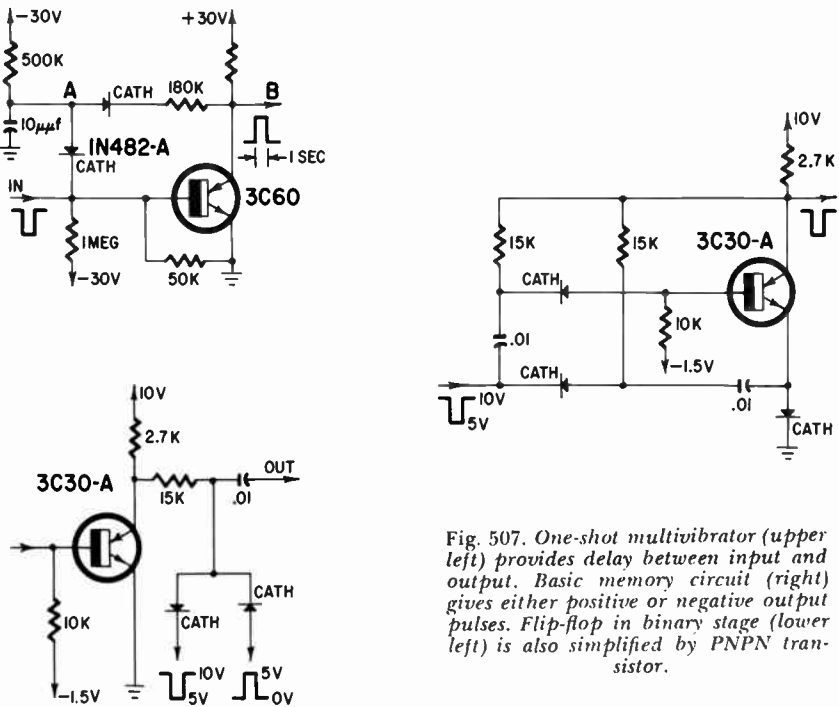 -30V
+30V
500K
A
CATH
180K
B
10μμf
1N482-A
CATH
1 SEC
IN
3C60
1MEG
50K
-30V
10V
2.7K
15K
15K
3C30-A
CATH
10K
.01
-1.5V
CATH
10V
5V
.01
CATH
10V
2.7K
3C30-A
OUT
15K
.01
CATH
CATH
10K
10V
5V
5V
0V
-1.5V
Fig. 507. One-shot multivibrator (upper
left) provides delay between input and
output. Basic memory circuit (right)
gives either positive or negative output
pulses. Flip-flop in binary stage (lower
left) is also simplified by PNPN tran-
sistor.